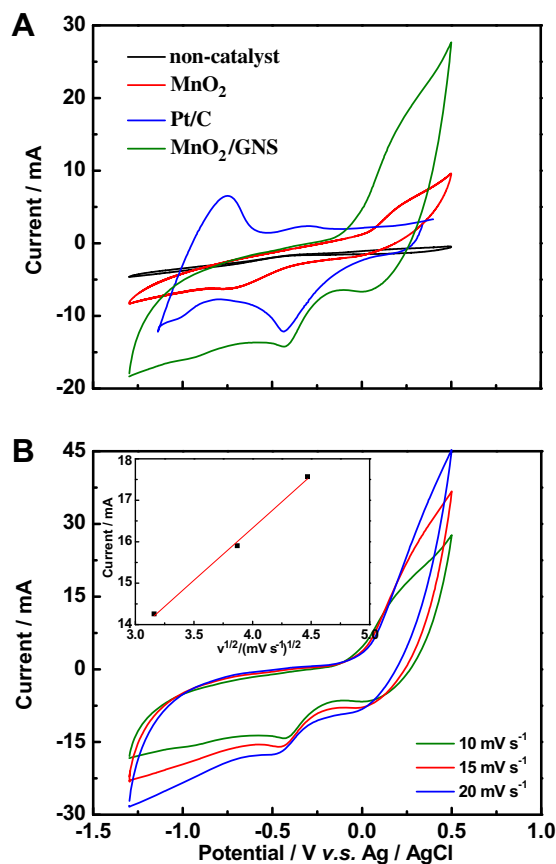 A
30
20
10
0
-10
-20
Current / mA
non-catalyst
MnO₂
Pt/C
MnO₂/GNS
B
45
30
15
0
-15
-30
Current / mA
18
17
16
15
14
Current / mA
3.0 3.5 4.0 4.5 5.0
v^1/2/(mV s⁻¹)^1/2
10 mV s⁻¹
15 mV s⁻¹
20 mV s⁻¹
-1.5 -1.0 -0.5 0.0 0.5 1.0
Potential / V v.s. Ag / AgCl